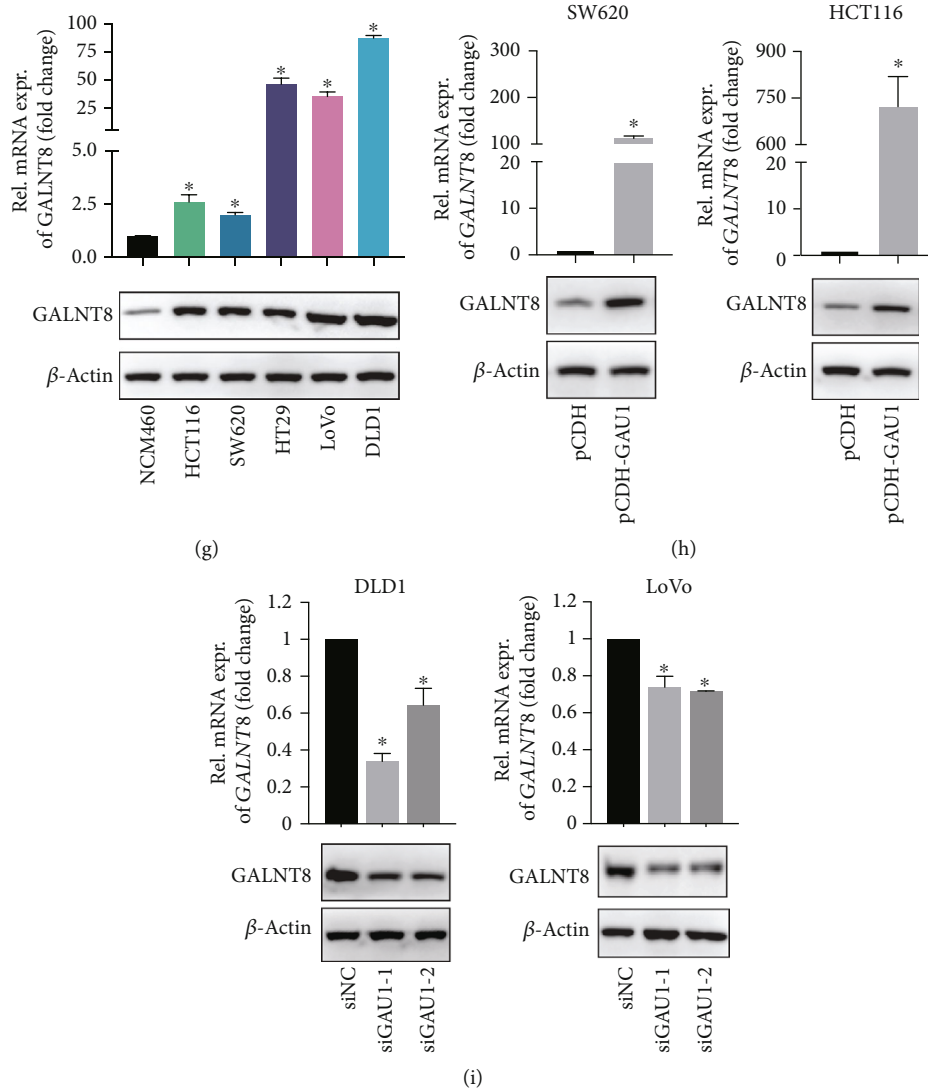 Rel. mRNA expr.
of GALNT8 (fold change)
100
75
50
25
5.0
2.5
0.0
*
*
*
*
*
GALNT8
β-Actin
NCM460
HCT116
SW620
HT29
LoVo
DLD1
(g)
SW620
Rel. mRNA expr.
of GALNT8 (fold change)
300
200
100
20
10
0
*
GALNT8
β-Actin
pCDH
pCDH-GAU1
HCT116
Rel. mRNA expr.
of GALNT8 (fold change)
900
750
600
20
10
0
*
GALNT8
β-Actin
pCDH
pCDH-GAU1
(h)
DLD1
Rel. mRNA expr.
of GALNT8 (fold change)
1.2
1
0.8
0.6
0.4
0.2
0
*
*
GALNT8
β-Actin
siNC
siGAU1-1
siGAU1-2
LoVo
Rel. mRNA expr.
of GALNT8 (fold change)
1.2
1
0.8
0.6
0.4
0.2
0
*
*
GALNT8
β-Actin
siNC
siGAU1-1
siGAU1-2
(i)